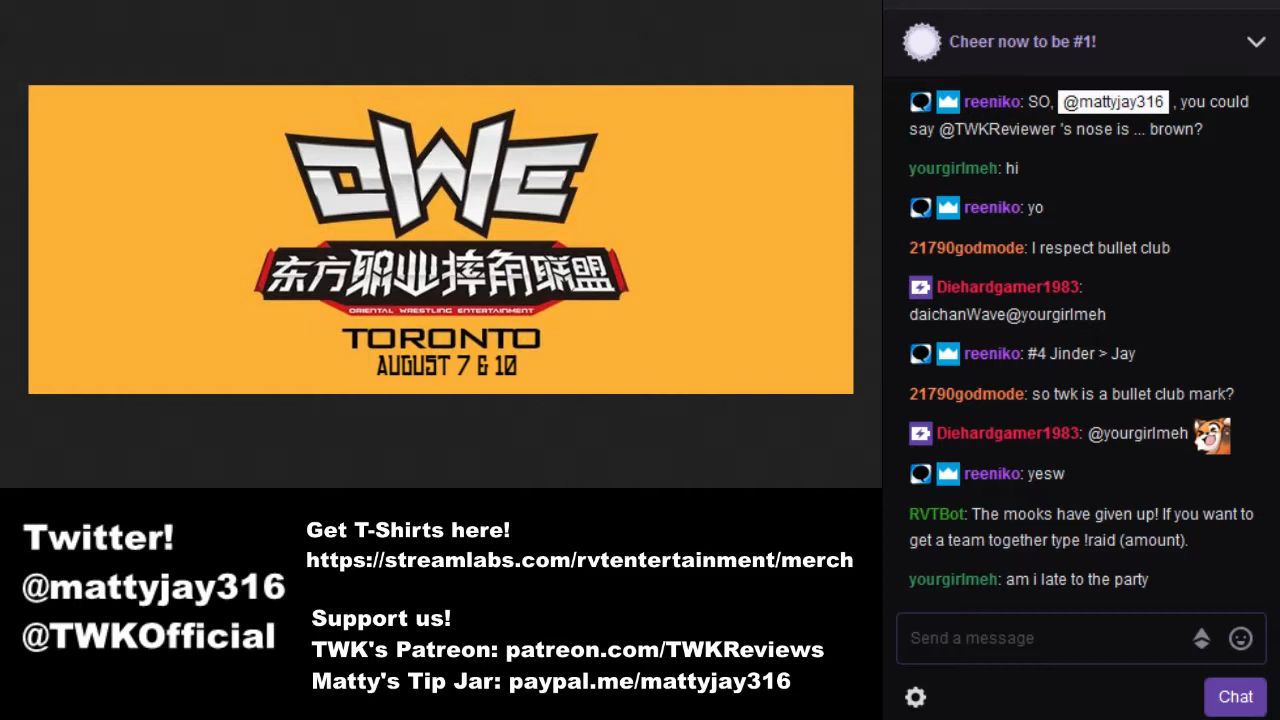 OWE
东方职业摔角联盟
ORIENTAL WRESTLING ENTERTAINMENT
TORONTO
AUGUST 7 & 10
Twitter!
@mattyjay316
@TWKOfficial
Get T-Shirts here!
https://streamlabs.com/rvtentertainment/merch
Support us!
TWK's Patreon: patreon.com/TWKReviews
Matty's Tip Jar: paypal.me/mattyjay316
Cheer now to be #1!
reeniko: SO, @mattyjay316 , you could
say @TWKReviewer 's nose is ... brown?
yourgirlmeh: hi
reeniko: yo
21790godmode: I respect bullet club
Diehardgamer1983:
daichanWave@yourgirlmeh
reeniko: #4 Jinder > Jay
21790godmode: so twk is a bullet club mark?
Diehardgamer1983: @yourgirlmeh
reeniko: yesw
RVTBot: The mooks have given up! If you want to
get a team together type !raid (amount).
yourgirlmeh: am i late to the party
Send a message
Chat